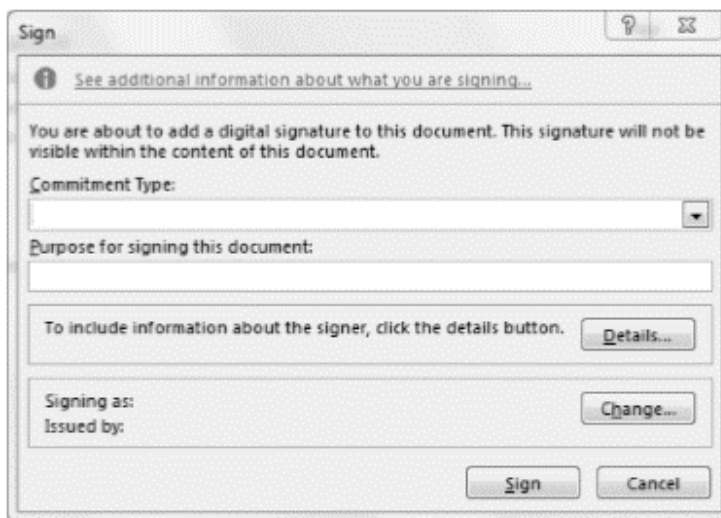 Sign
See additional information about what you are signing...
You are about to add a digital signature to this document. This signature will not be
visible within the content of this document.
Commitment Type:
Purpose for signing this document:
To include information about the signer, click the details button.
Details...
Signing as:
Change...
Issued by:
Sign
Cancel